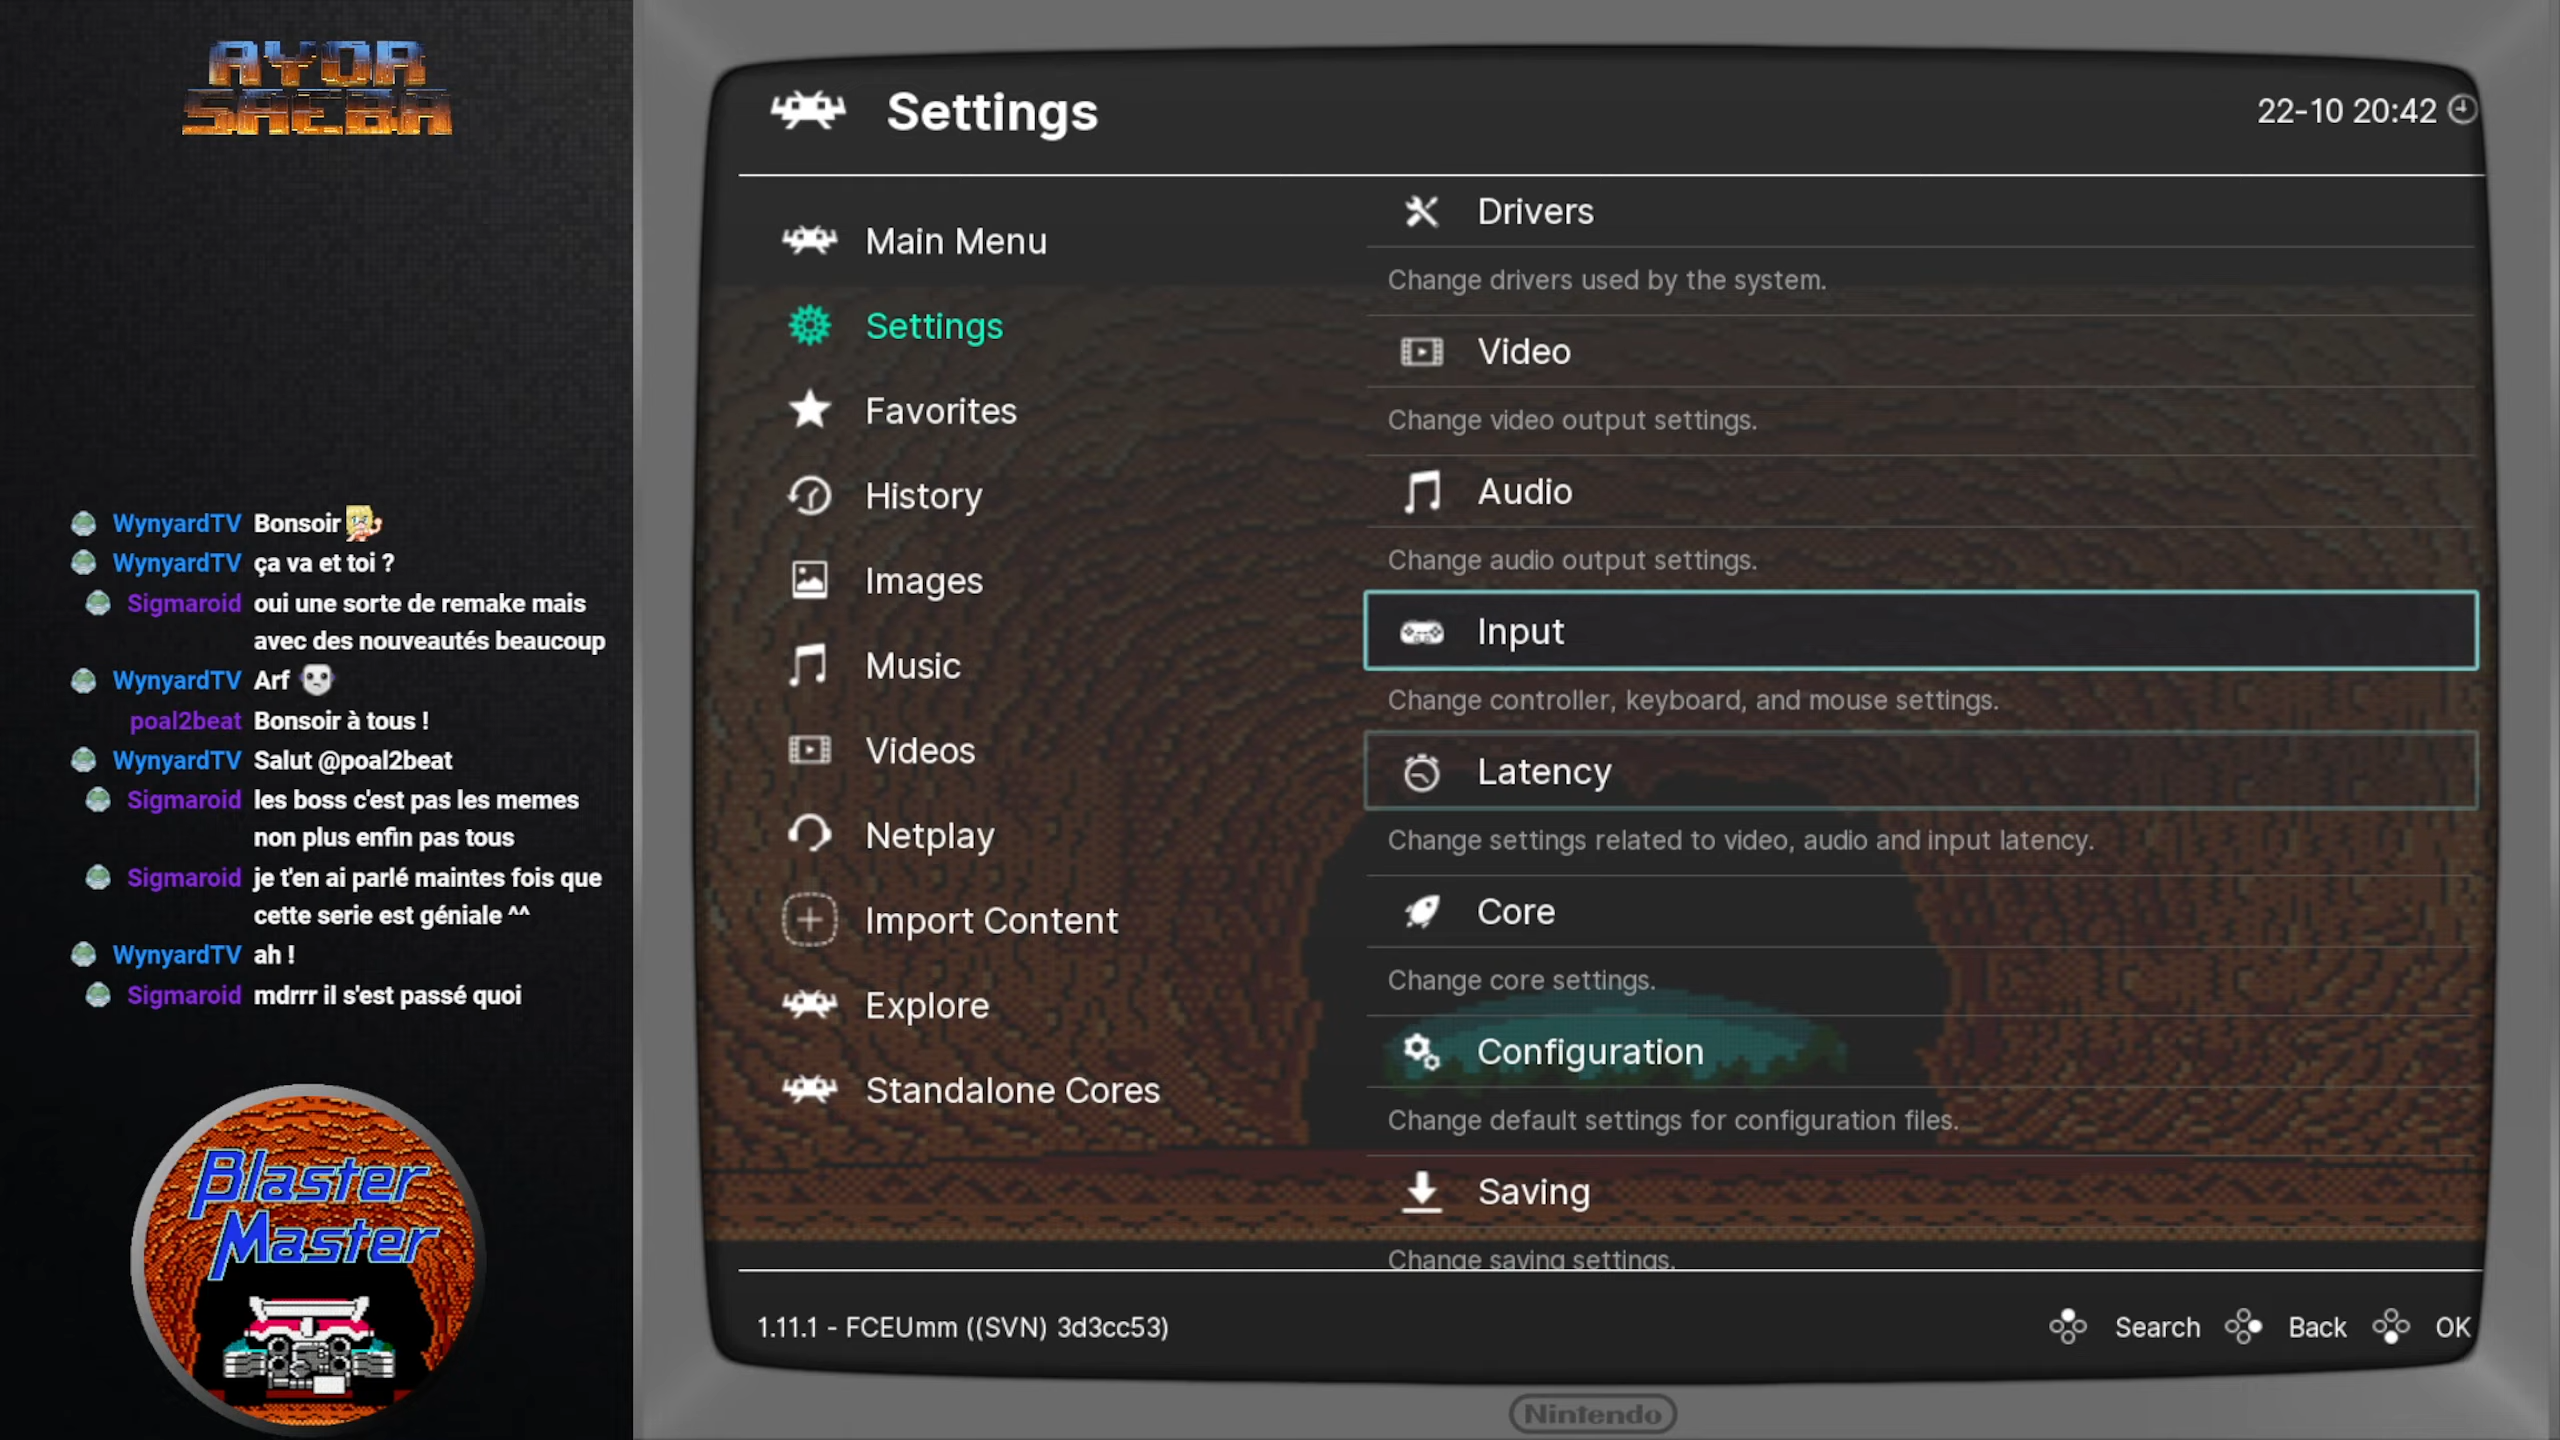 AYOR
SAEBA
WynyardTV Bonsoir
WynyardTV ça va et toi ?
Sigmaroid oui une sorte de remake mais
avec des nouveautés beaucoup
WynyardTV Arf
poal2beat Bonsoir à tous !
WynyardTV Salut @poal2beat
Sigmaroid les boss c'est pas les memes
non plus enfin pas tous
Sigmaroid je t'en ai parlé maintes fois que
cette serie est géniale ^^
WynyardTV ah !
Sigmaroid mdrrr il s'est passé quoi
Blaster
Master
Settings
22-10 20:42
Main Menu
Settings
Favorites
History
Images
Music
Videos
Netplay
Import Content
Explore
Standalone Cores
Drivers
Change drivers used by the system.
Video
Change video output settings.
Audio
Change audio output settings.
Input
Change controller, keyboard, and mouse settings.
Latency
Change settings related to video, audio and input latency.
Core
Change core settings.
Configuration
Change default settings for configuration files.
Saving
Change saving settings.
1.11.1 - FCEUmm ((SVN) 3d3cc53)
Search Back OK
Nintendo